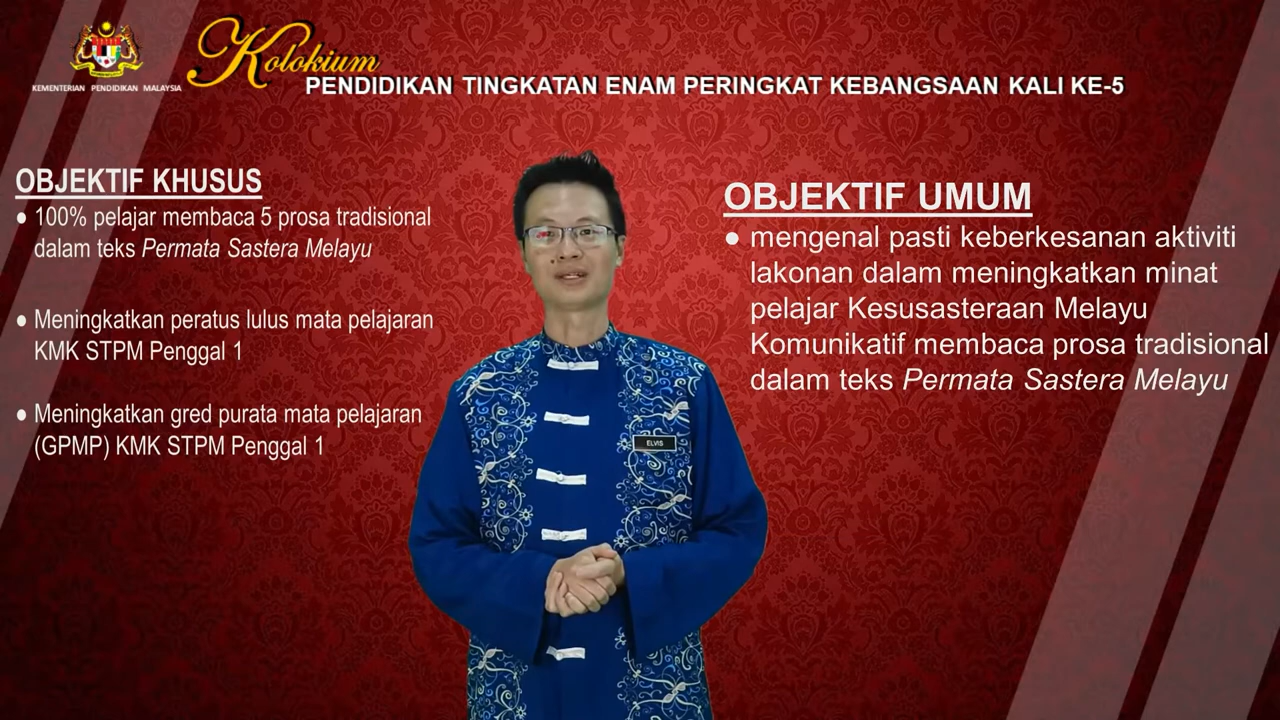 KEMENTERIAN PENDIDIKAN MALAYSIA
Kolokium
PENDIDIKAN TINGKATAN ENAM PERINGKAT KEBANGSAAN KALI KE-5
OBJEKTIF KHUSUS
● 100% pelajar membaca 5 prosa tradisional
dalam teks Permata Sastera Melayu
● Meningkatkan peratus lulus mata pelajaran
KMK STPM Penggal 1
● Meningkatkan gred purata mata pelajaran
(GPMP) KMK STPM Penggal 1
OBJEKTIF UMUM
● mengenal pasti keberkesanan aktiviti
lakonan dalam meningkatkan minat
pelajar Kesusasteraan Melayu
Komunikatif membaca prosa tradisional
dalam teks Permata Sastera Melayu
ELVIS